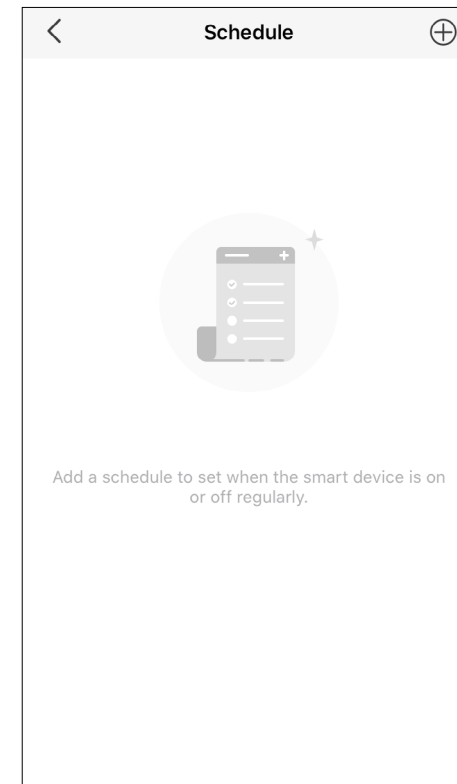 Schedule
Add a schedule to set when the smart device is on
or off regularly.